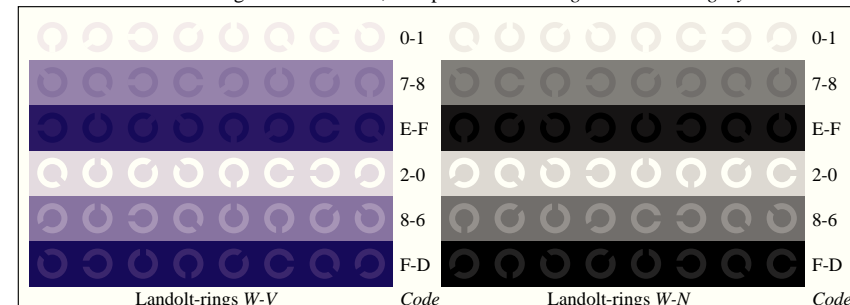 0-1 0-1
7-8 7-8
E-F E-F
2-0 2-0
8-6 8-6
F-D F-D
Landolt-rings W-V Code Landolt-rings W-N Code